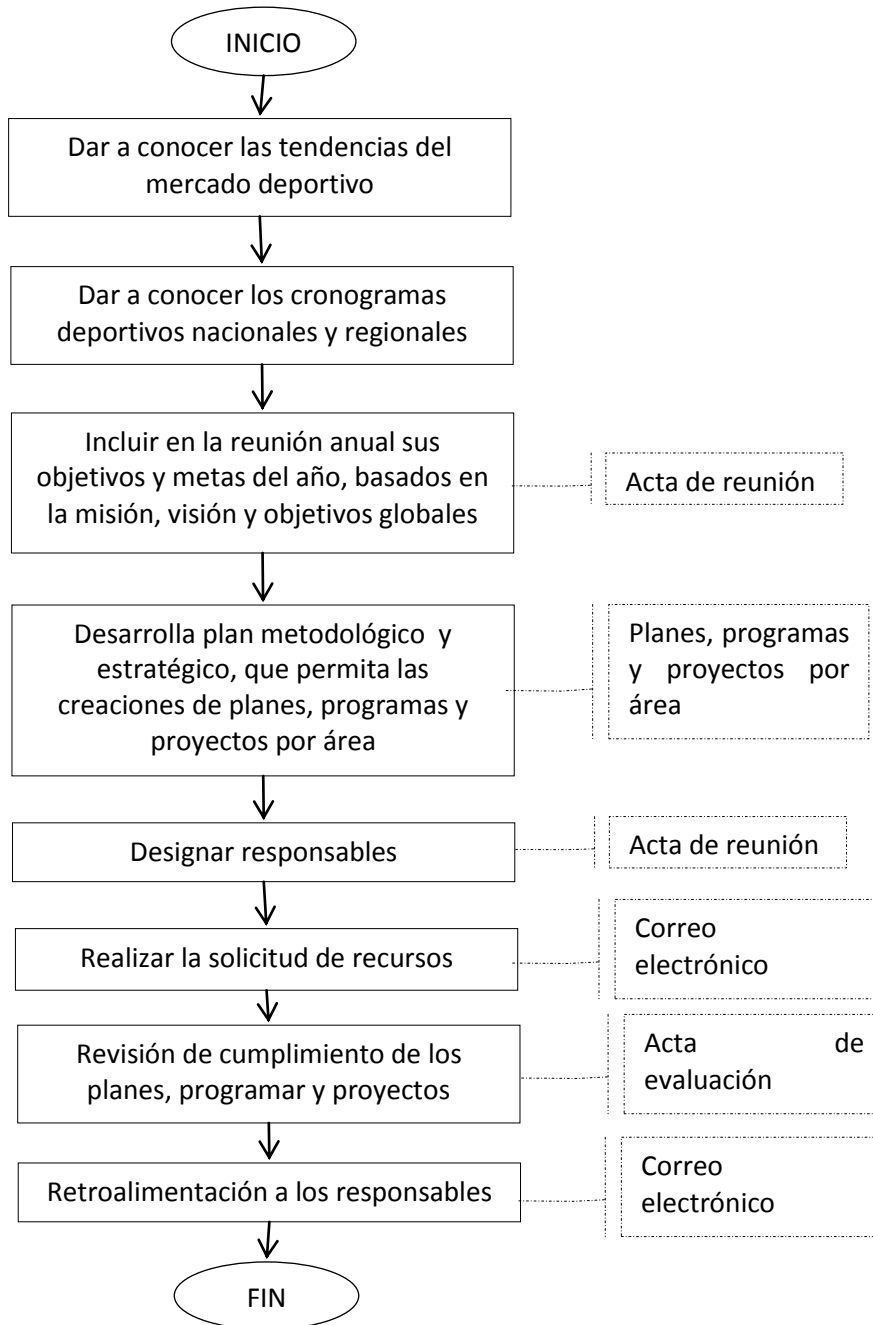 INICIO
Dar a conocer las tendencias del
mercado deportivo
Dar a conocer los cronogramas
deportivos nacionales y regionales
Incluir en la reunión anual sus
objetivos y metas del año, basados en
la misión, visión y objetivos globales
Acta de reunión
Desarrolla plan metodológico y
estratégico, que permita las
creaciones de planes, programas y
proyectos por área
Planes, programas
y proyectos por
área
Designar responsables
Acta de reunión
Realizar la solicitud de recursos
Correo
electrónico
Revisión de cumplimiento de los
planes, programar y proyectos
Acta de
evaluación
Retroalimentación a los responsables
Correo
electrónico
FIN